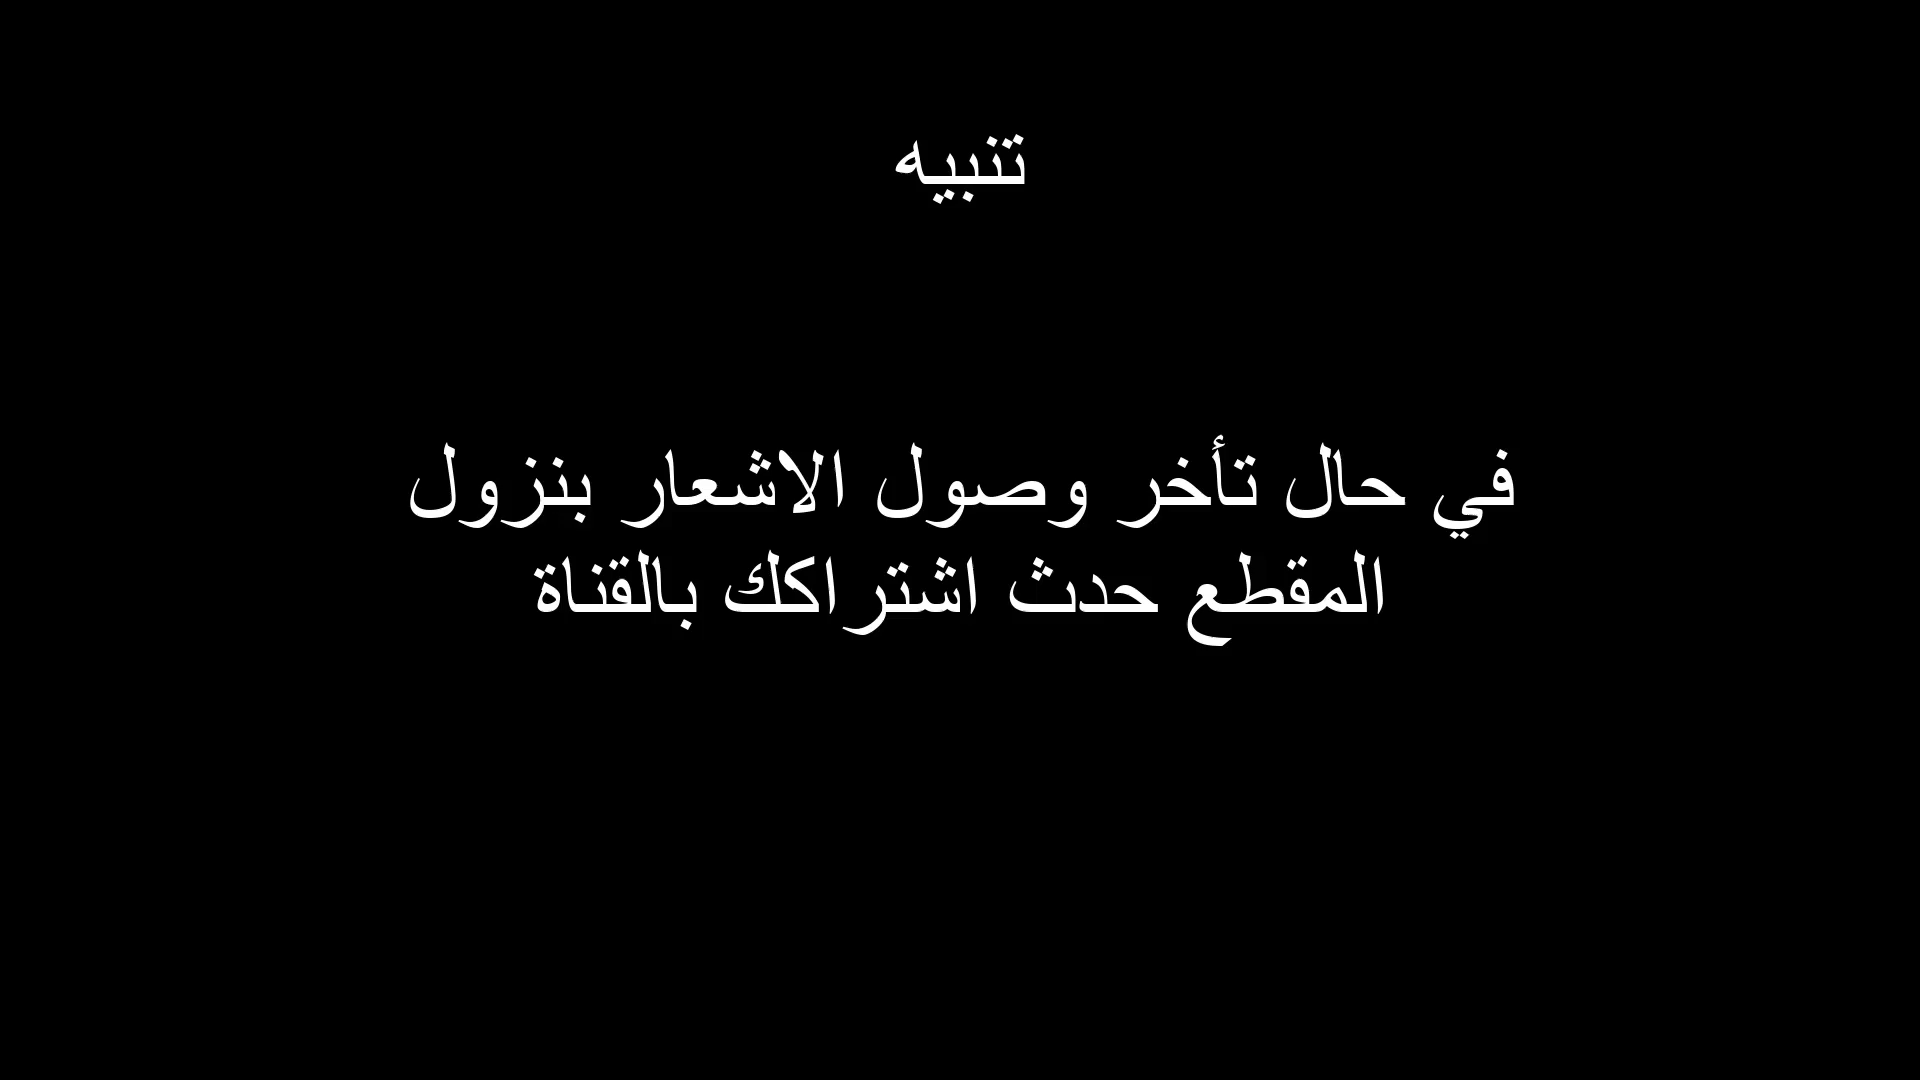 تنبيه
في حال تأخر وصول الاشعار بنزول
المقطع حدث اشتراكك بالقناة